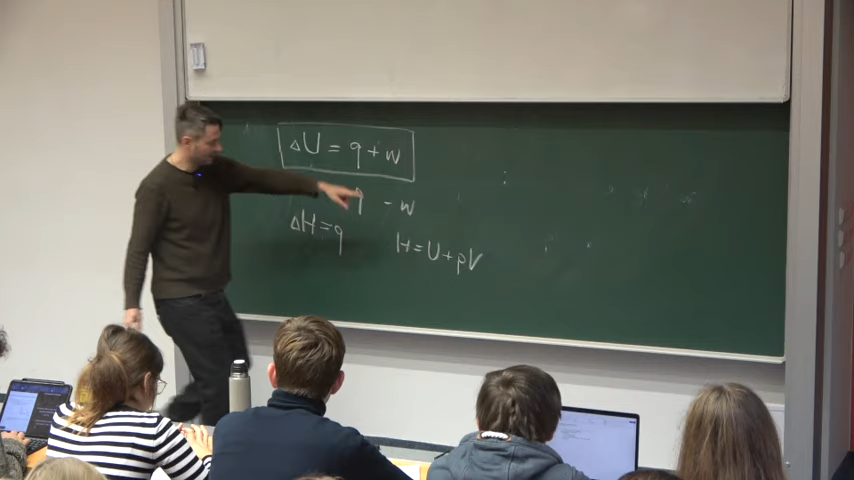 ΔU = q + w
q - w
ΔH = q
H = U + pV